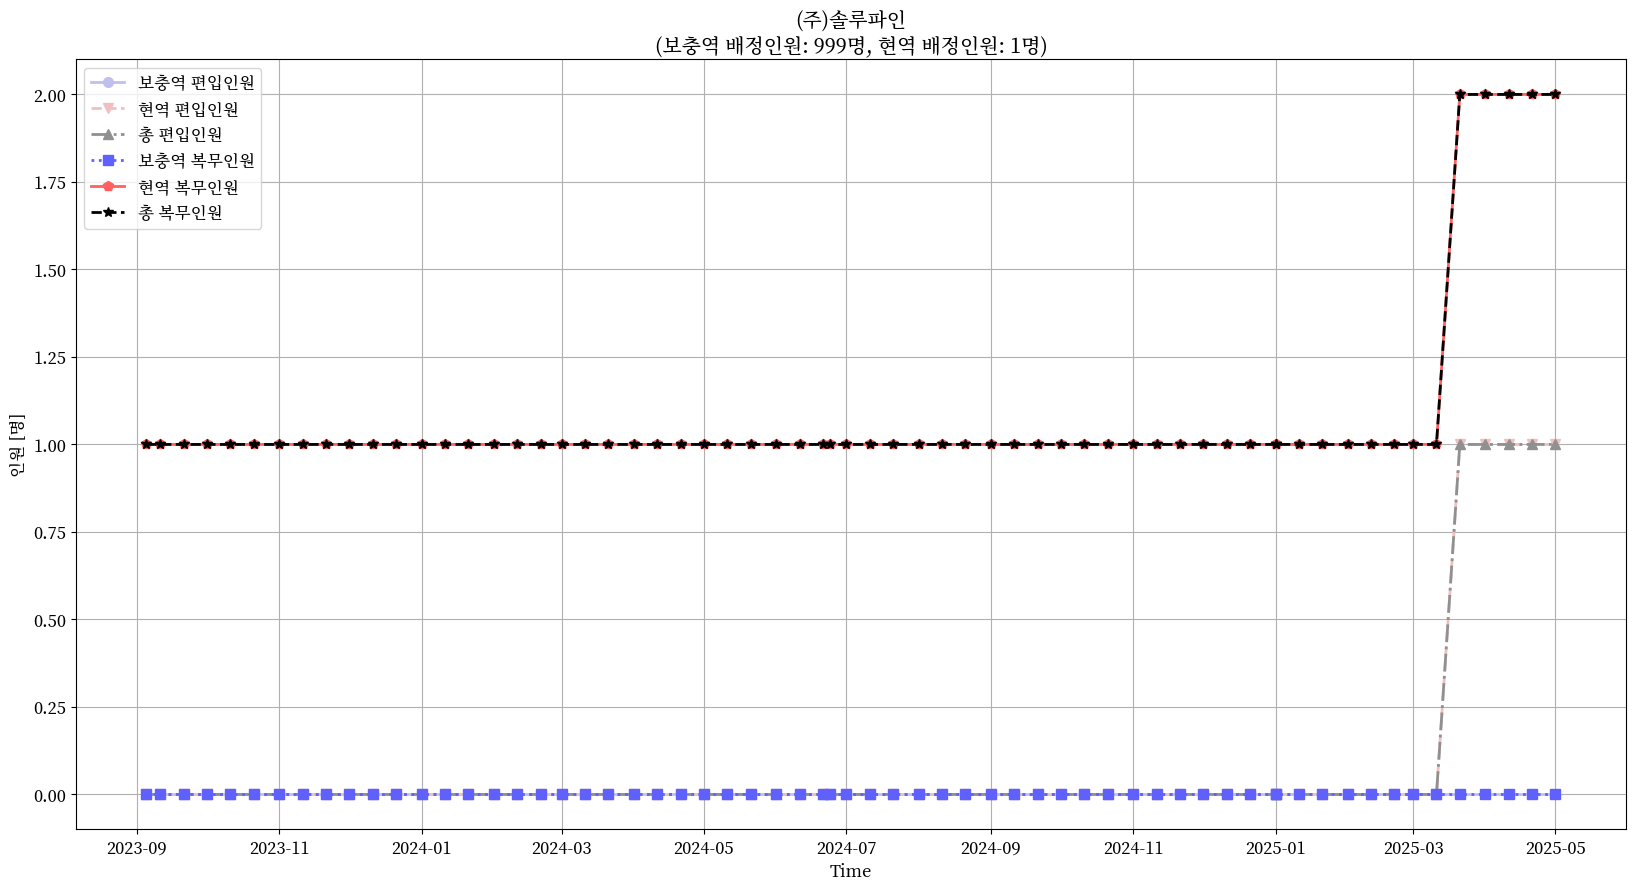 (주)솔루파인
(보충역 배정인원: 999명, 현역 배정인원: 1명)
보충역 편입인원
현역 편입인원
총 편입인원
보충역 복무인원
현역 복무인원
총 복무인원
인원 [명]
2.00
1.75
1.50
1.25
1.00
0.75
0.50
0.25
0.00
2023-09
2023-11
2024-01
2024-03
2024-05
2024-07
2024-09
2024-11
2025-01
2025-03
2025-05
Time